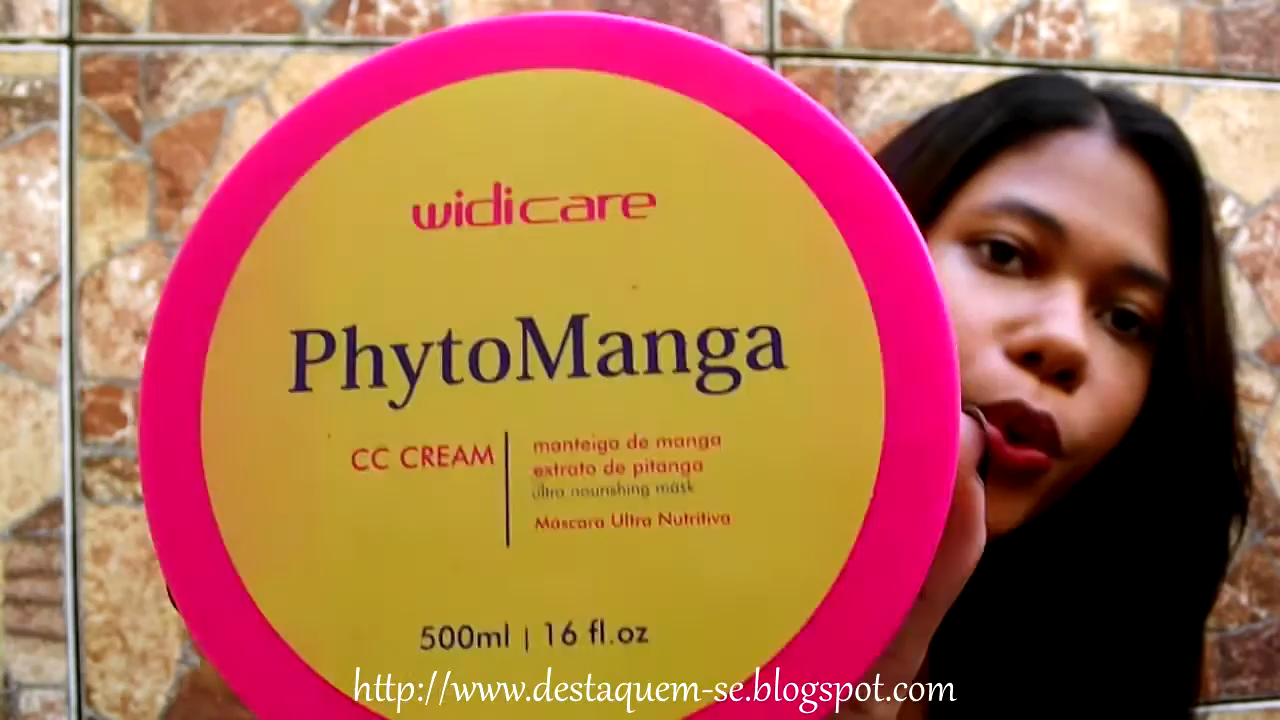 widicare
PhytoManga
CC CREAM
manteiga de manga
extrato de pitanga
ultra nourishing mask
Máscara Ultra Nutritiva
500ml | 16 fl.oz
http://www.destaquem-se.blogspot.com